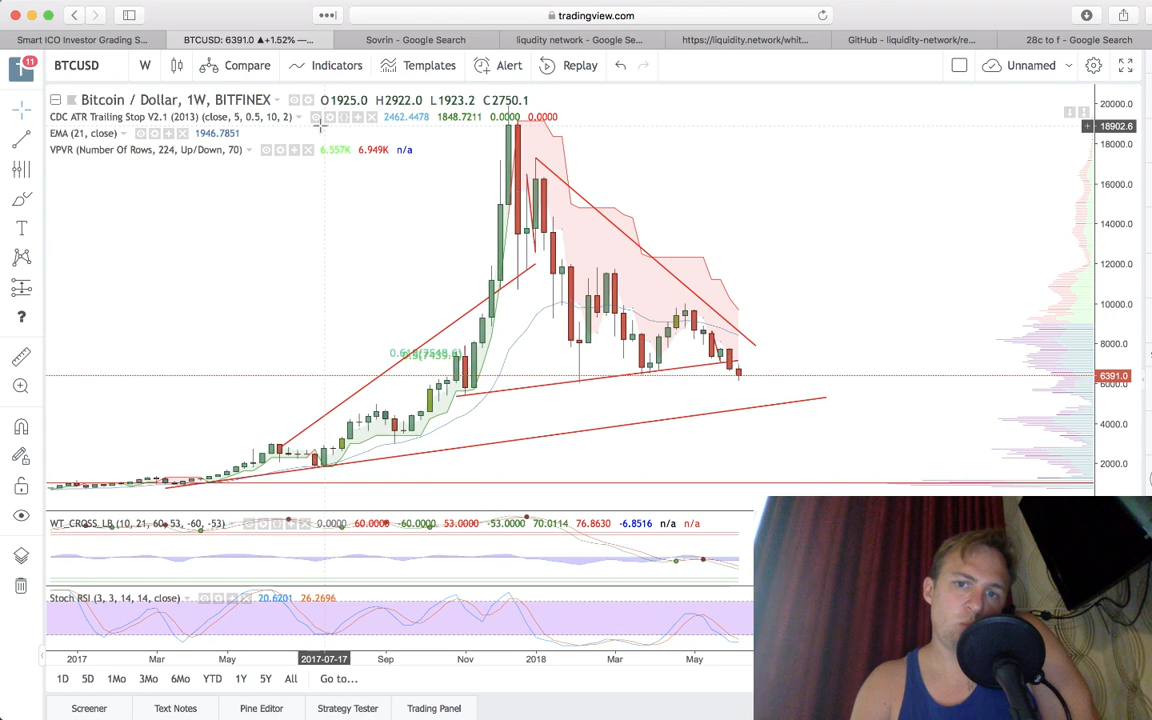 tradingview.com
Smart ICO Investor Grading S...
BTCUSD: 6391.0 ▲+1.52% —...
Sovrin - Google Search
liqudity network - Google Se...
https://liquidity.network/whit...
GitHub - liquidity-network/re...
28c to f - Google Search
T 11
BTCUSD W Compare Indicators Templates Alert Replay Unnamed
Bitcoin / Dollar, 1W, BITFINEX O1925.0 H2922.0 L1923.2 C2750.1
CDC ATR Trailing Stop V2.1 (2013) (close, 5, 0.5, 10, 2) 2462.4478 1848.7211 0.0000 0.0000
EMA (21, close) 1946.7851
VPVR (Number Of Rows, 224, Up/Down, 70) 6.557K 6.949K n/a
20000.0
18902.6
18000.0
16000.0
14000.0
12000.0
10000.0
8000.0
6391.0
6000.0
4000.0
2000.0
WT_CROSS_LB (10, 21, 60, 53, -60, -53) 0.0000 60.0000 -60.0000 53.0000 -53.0000 70.0114 76.8630 -6.8516 n/a n/a
Stoch RSI (3, 3, 14, 14, close) 20.6201 26.2696
2017 Mar May 2017-07-17 Sep Nov 2018 Mar May
1D 5D 1Mo 3Mo 6Mo YTD 1Y 5Y All Go to...
Screener Text Notes Pine Editor Strategy Tester Trading Panel